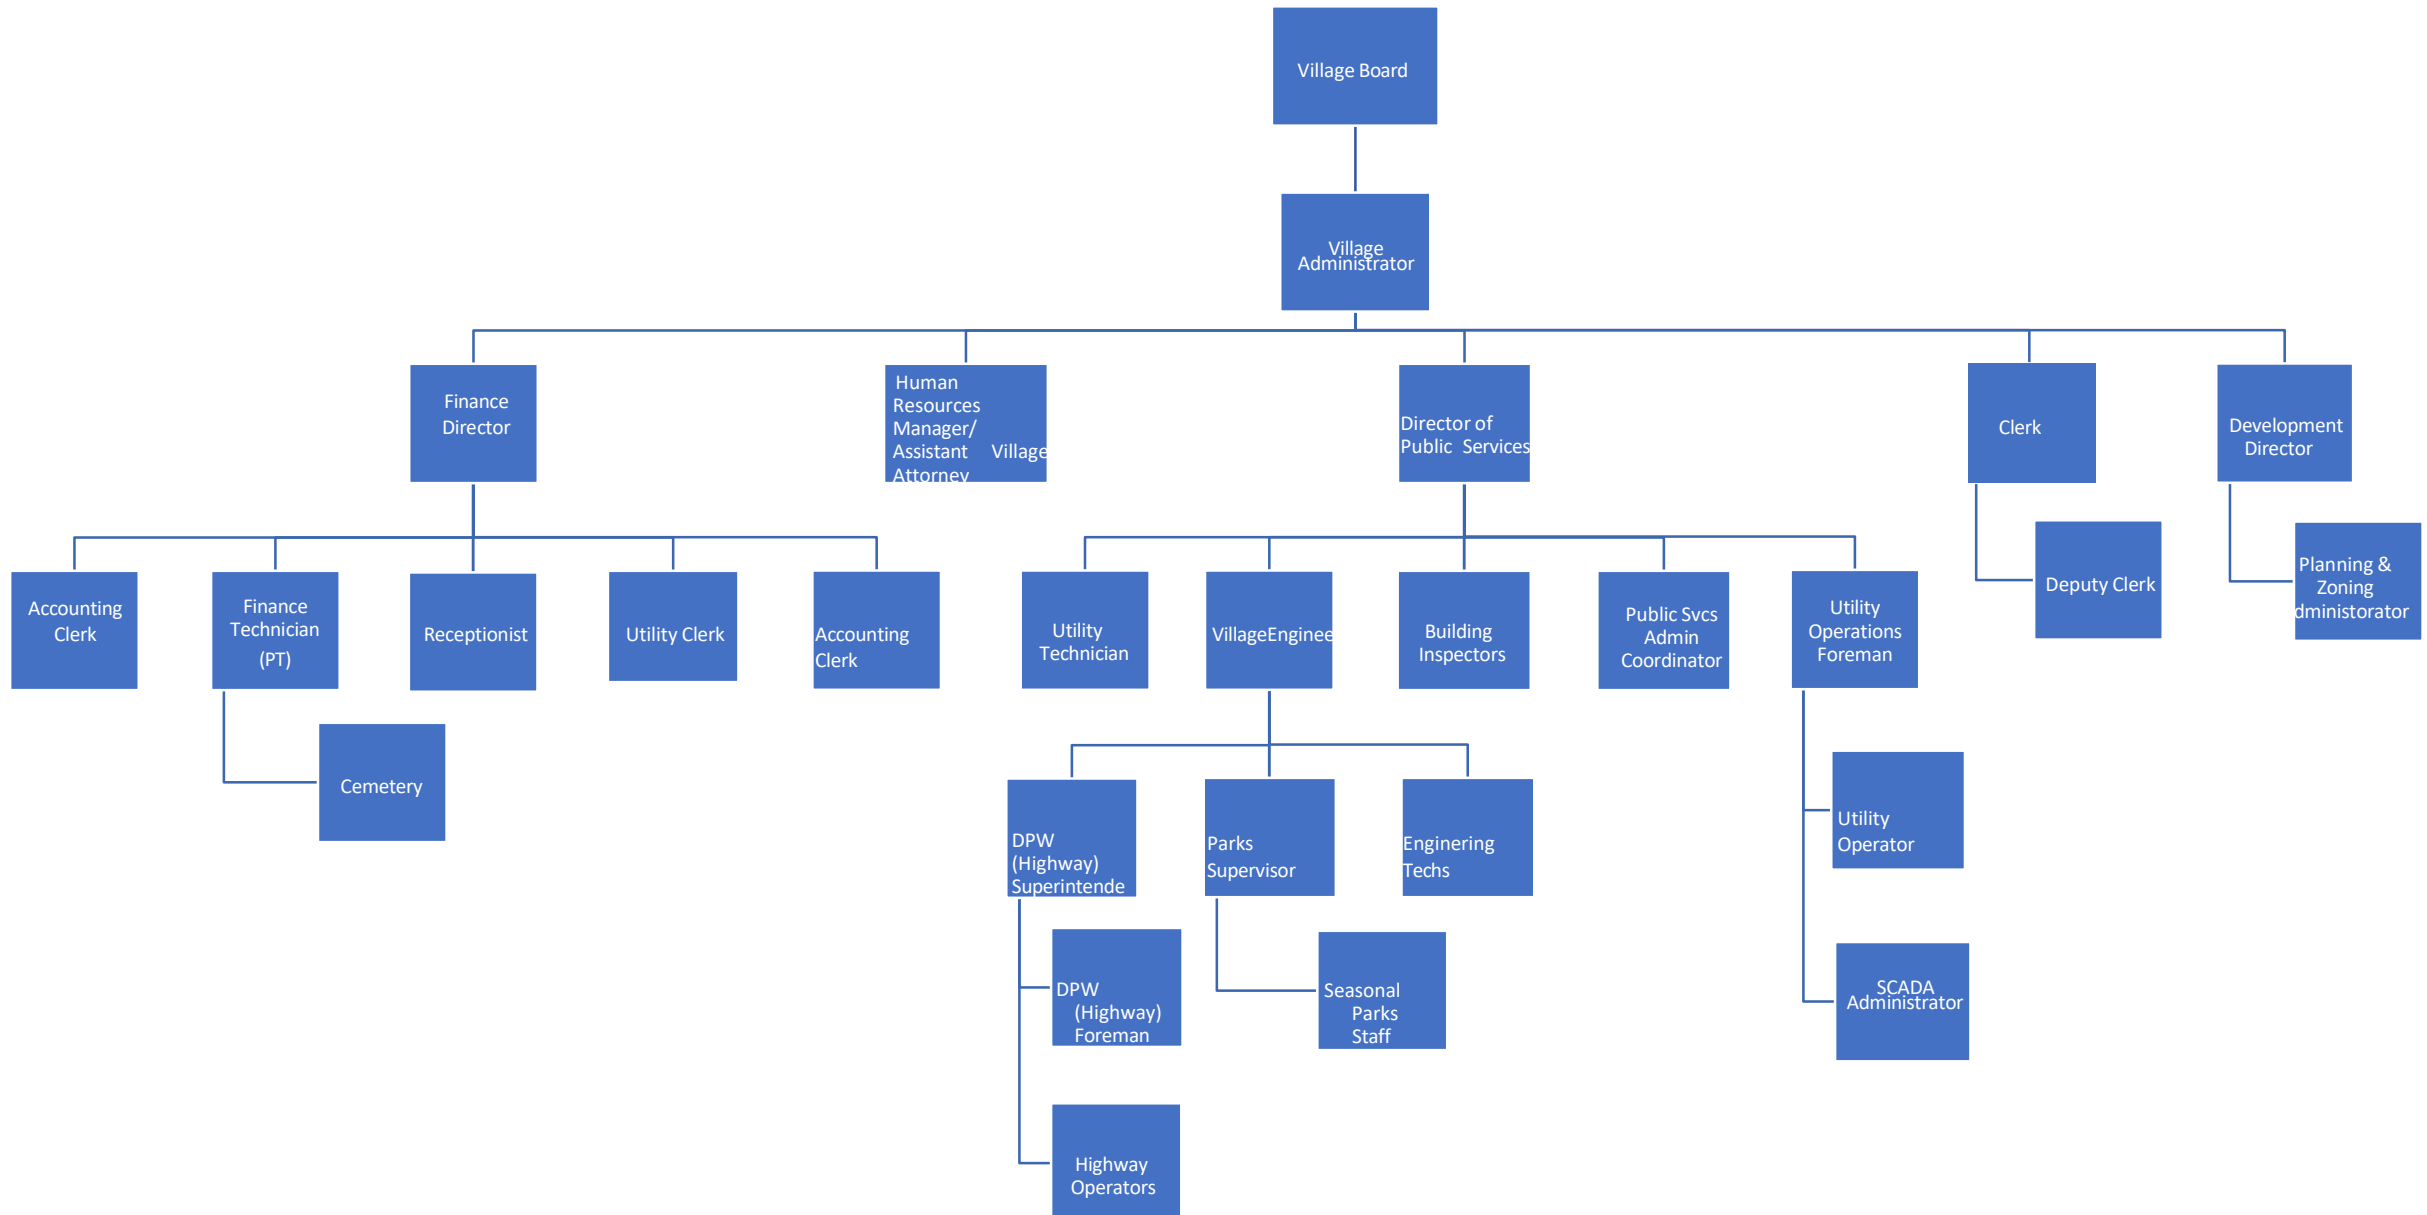 Village Board
Village
Administrator
Finance
Director
Human
Resources
Manager/
Assistant Village
Attorney
Director of
Public Services
Clerk
Development
Director
Accounting
Clerk
Finance
Technician
(PT)
Receptionist
Utility Clerk
Accounting
Clerk
Utility
Technician
VillageEnginee
Building
Inspectors
Public Svcs
Admin
Coordinator
Utility
Operations
Foreman
Deputy Clerk
Planning &
Zoning
dministorator
Cemetery
DPW
(Highway)
Superintende
Parks
Supervisor
Enginering
Techs
Utility
Operator
DPW
(Highway)
Foreman
Seasonal
Parks
Staff
SCADA
Administrator
Highway
Operators